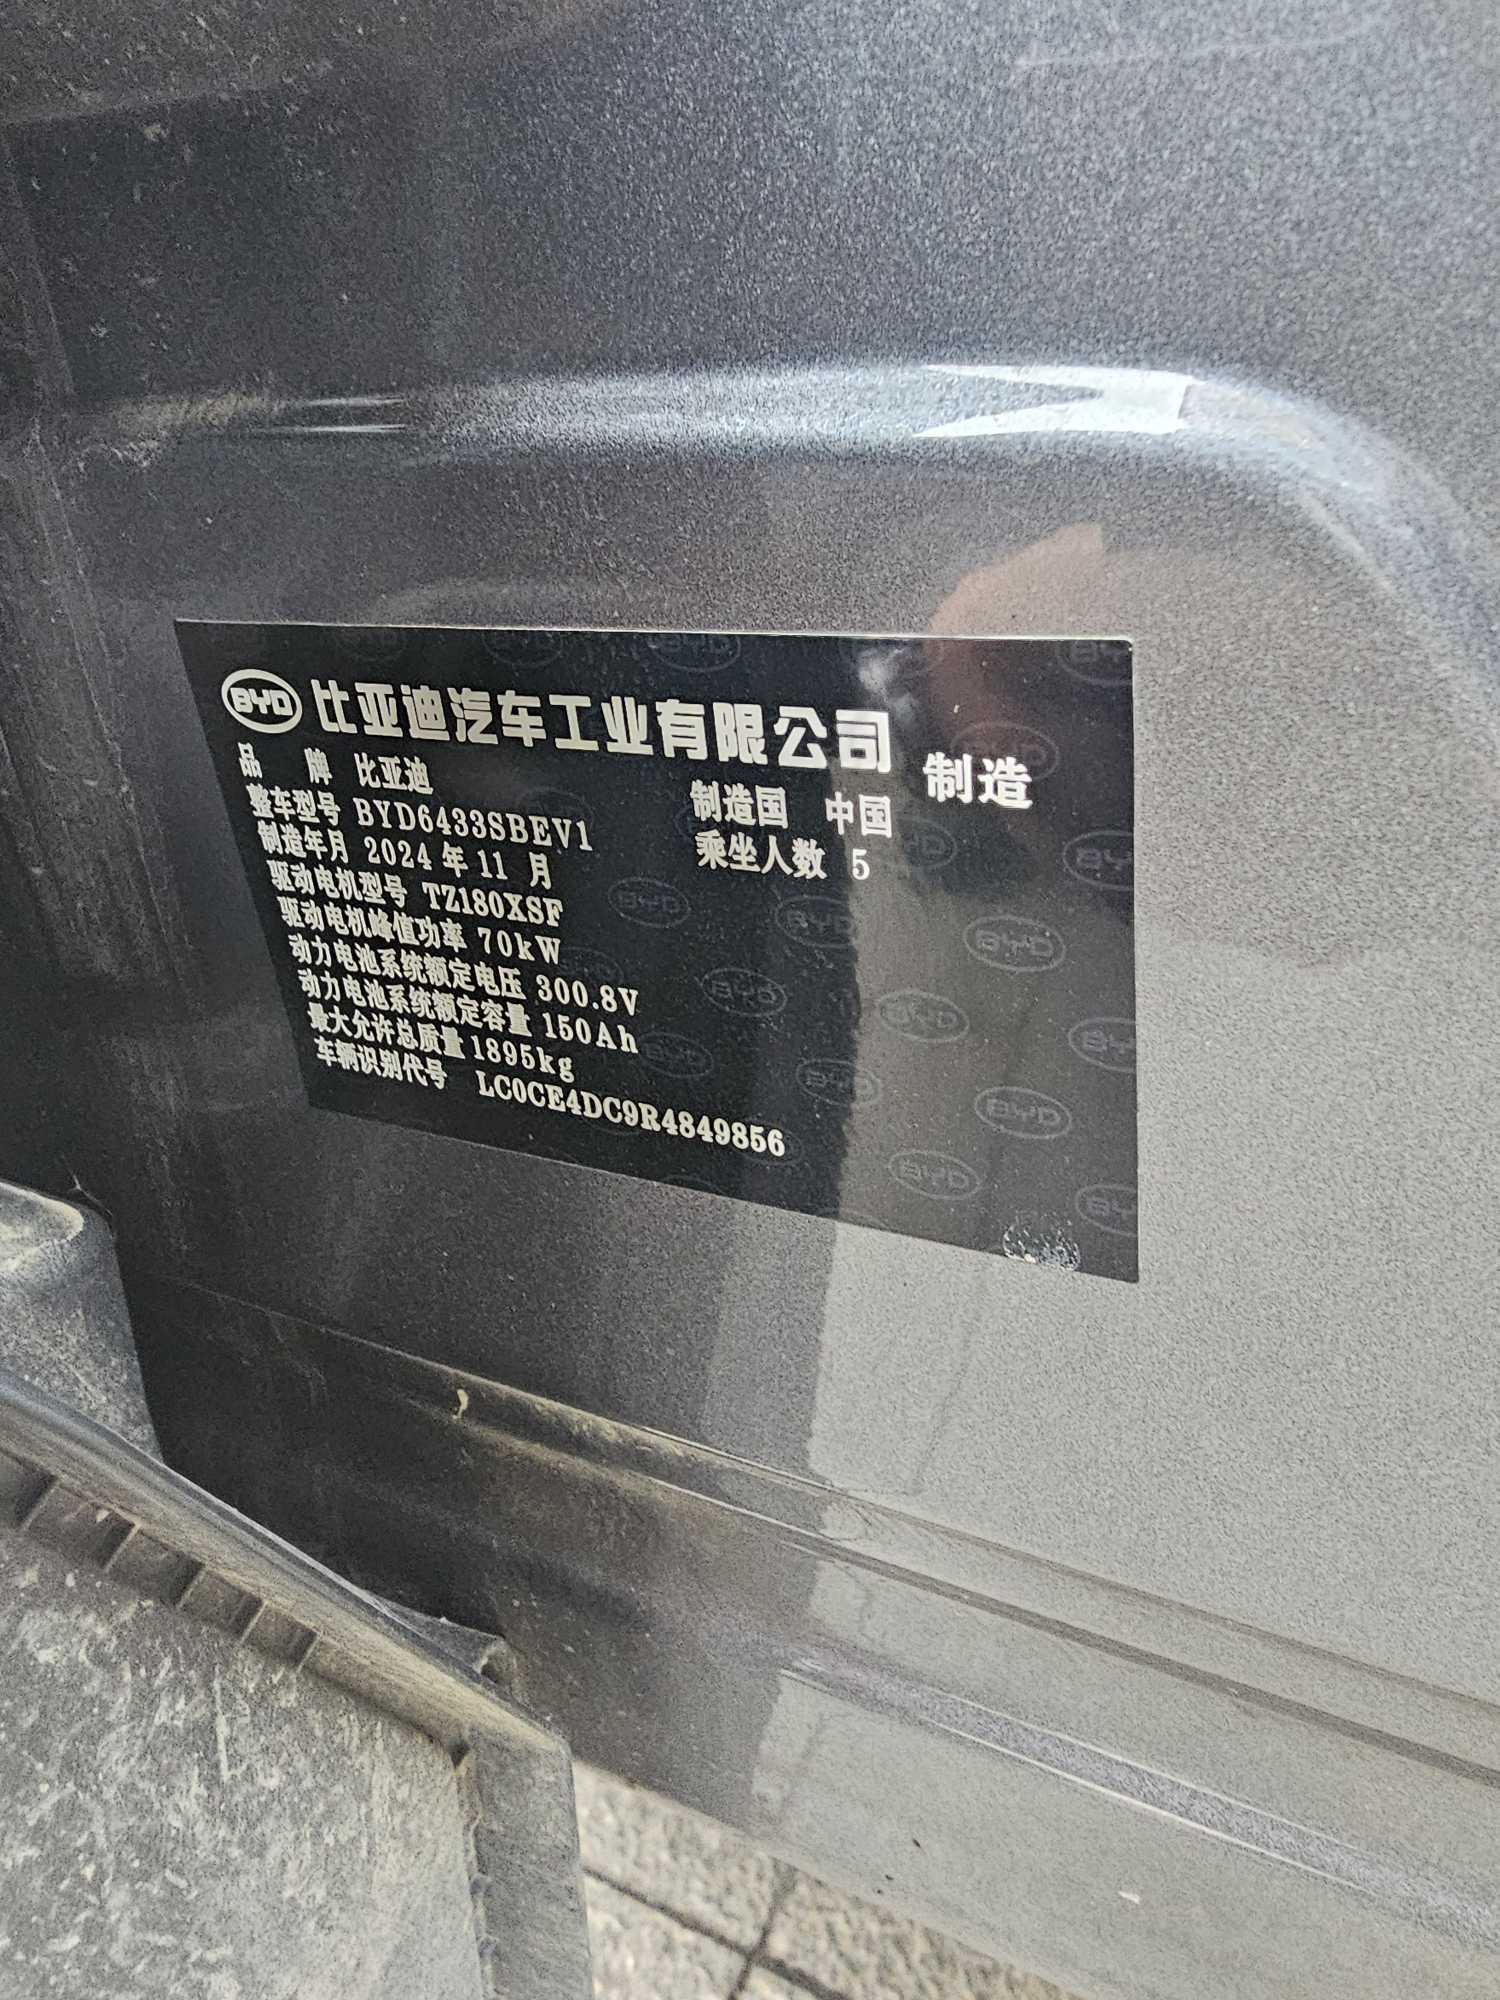 BYD 比亚迪汽车工业有限公司 制造
品 牌 比亚迪 制造国 中国
整车型号 BYD6433SBEV1 乘坐人数 5
制造年月 2024 年 11 月
驱动电机型号 TZ180XSF
驱动电机峰值功率 70kW
动力电池系统额定电压 300.8V
动力电池系统额定容量 150Ah
最大允许总质量 1895kg
车辆识别代号 LC0CE4DC9R4849856